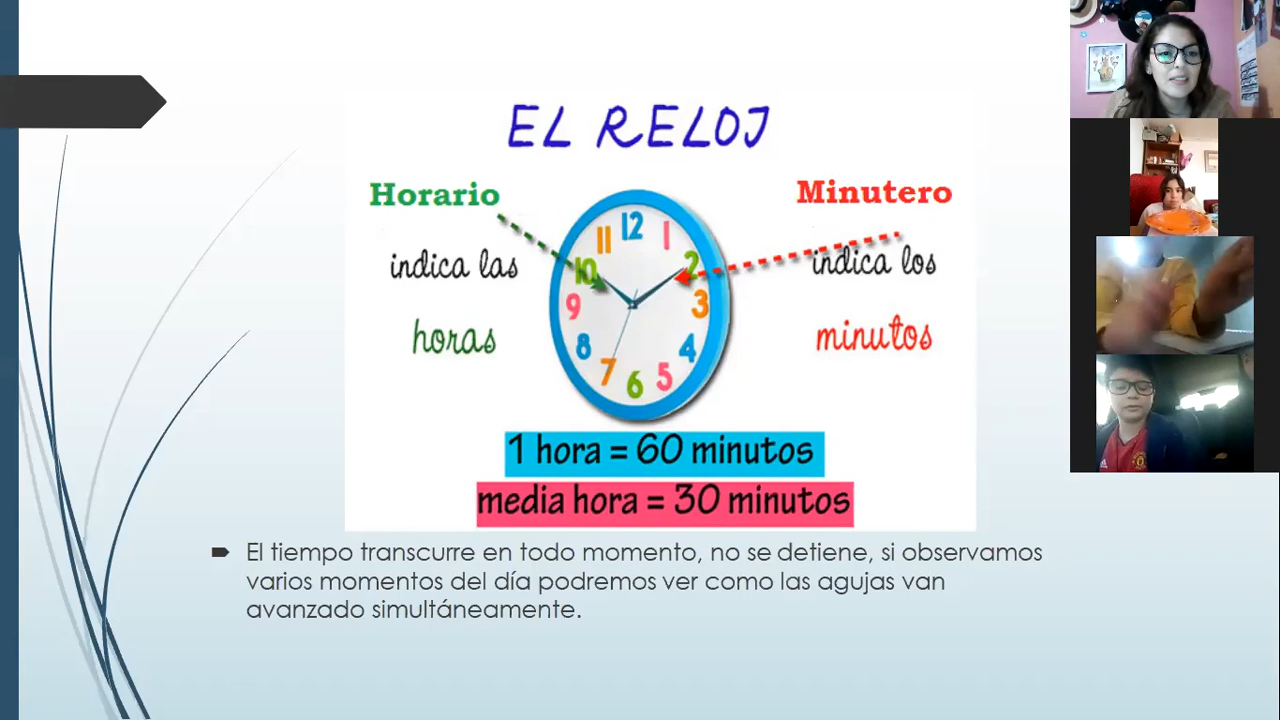 EL RELOJ
Horario
indica las
horas
Minutero
indica los
minutos
12
1
2
3
4
5
6
7
8
9
10
11
1 hora = 60 minutos
media hora = 30 minutos
El tiempo transcurre en todo momento, no se detiene, si observamos
varios momentos del día podremos ver como las agujas van
avanzado simultáneamente.